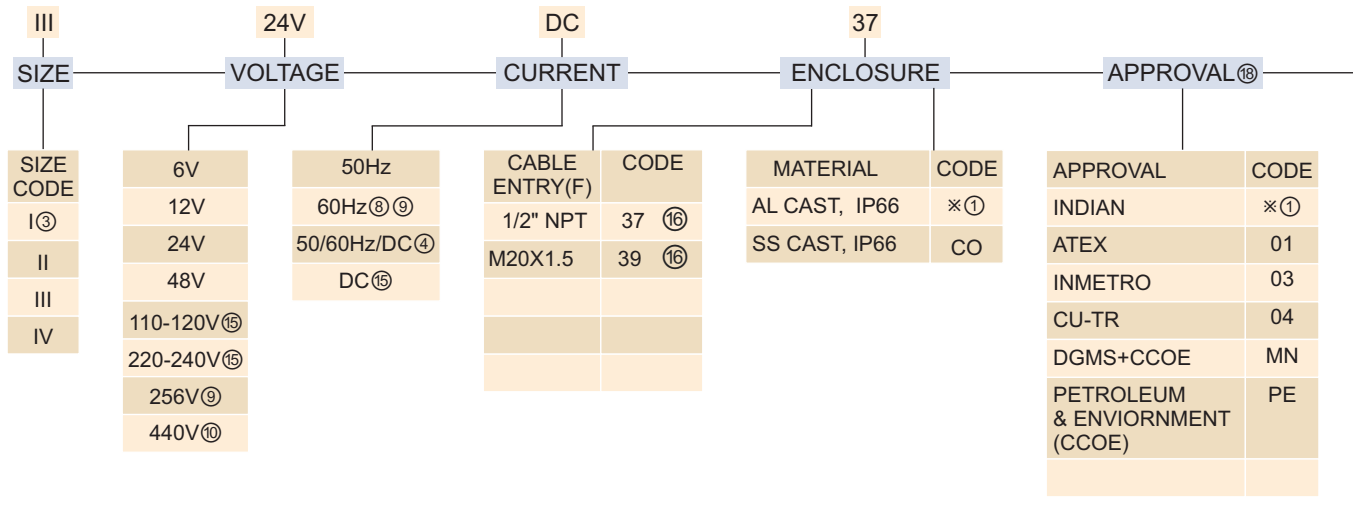 III 24V DC 37
SIZE VOLTAGE CURRENT ENCLOSURE APPROVAL⑱
SIZE
CODE
I③
II
III
IV
6V
12V
24V
48V
110-120V⑮
220-240V⑮
256V⑨
440V⑩
50Hz
60Hz⑧⑨
50/60Hz/DC④
DC⑮
CABLE
ENTRY(F) CODE
1/2" NPT 37 ⑯
M20X1.5 39 ⑯
MATERIAL CODE
AL CAST, IP66 ※①
SS CAST, IP66 CO
APPROVAL CODE
INDIAN ※①
ATEX 01
INMETRO 03
CU-TR 04
DGMS+CCOE MN
PETROLEUM PE
& ENVIORNMENT
(CCOE)